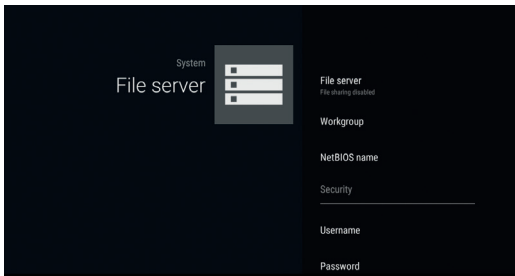 System
File server
File server
File sharing disabled
Workgroup
NetBIOS name
Security
Username
Password